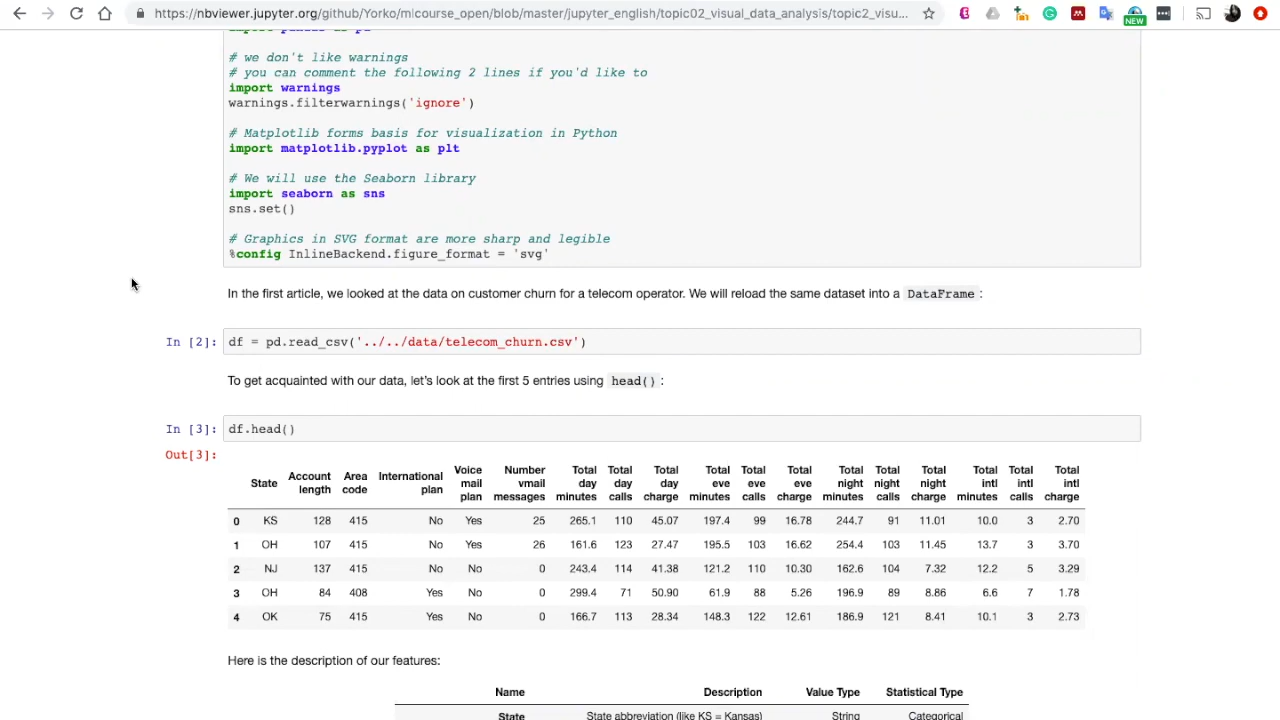 https://nbviewer.jupyter.org/github/Yorko/mlcourse_open/blob/master/jupyter_english/topic02_visual_data_analysis/topic2_visu...
NEW
# we don't like warnings
# you can comment the following 2 lines if you'd like to
import warnings
warnings.filterwarnings('ignore')
# Matplotlib forms basis for visualization in Python
import matplotlib.pyplot as plt
# We will use the Seaborn library
import seaborn as sns
sns.set()
# Graphics in SVG format are more sharp and legible
%config InlineBackend.figure_format = 'svg'
In the first article, we looked at the data on customer churn for a telecom operator. We will reload the same dataset into a DataFrame :
In [2]: df = pd.read_csv('../../data/telecom_churn.csv')
To get acquainted with our data, let's look at the first 5 entries using head() :
In [3]: df.head()
Out[3]:
State Account length Area code International plan Voice mail plan Number vmail messages Total day minutes Total day calls Total day charge Total eve minutes Total eve calls Total eve charge Total night minutes Total night calls Total night charge Total intl minutes Total intl calls Total intl charge
0 KS 128 415 No Yes 25 265.1 110 45.07 197.4 99 16.78 244.7 91 11.01 10.0 3 2.70
1 OH 107 415 No Yes 26 161.6 123 27.47 195.5 103 16.62 254.4 103 11.45 13.7 3 3.70
2 NJ 137 415 No No 0 243.4 114 41.38 121.2 110 10.30 162.6 104 7.32 12.2 5 3.29
3 OH 84 408 Yes No 0 299.4 71 50.90 61.9 88 5.26 196.9 89 8.86 6.6 7 1.78
4 OK 75 415 Yes No 0 166.7 113 28.34 148.3 122 12.61 186.9 121 8.41 10.1 3 2.73
Here is the description of our features:
Name Description Value Type Statistical Type
State State abbreviation (like KS = Kansas) String Categorical